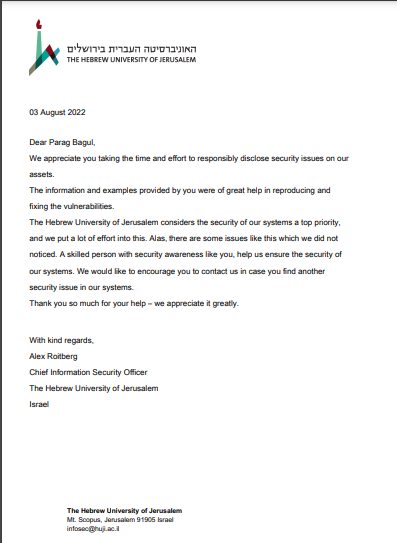 האוניברסיטה העברית בירושלים
THE HEBREW UNIVERSITY OF JERUSALEM
03 August 2022
Dear Parag Bagul,
We appreciate you taking the time and effort to responsibly disclose security issues on our
assets.
The information and examples provided by you were of great help in reproducing and
fixing the vulnerabilities.
The Hebrew University of Jerusalem considers the security of our systems a top priority,
and we put a lot of effort into this. Alas, there are some issues like this which we did not
noticed. A skilled person with security awareness like you, help us ensure the security of
our systems. We would like to encourage you to contact us in case you find another
security issue in our systems.
Thank you so much for your help – we appreciate it greatly.
With kind regards,
Alex Roitberg
Chief Information Security Officer
The Hebrew University of Jerusalem
Israel
The Hebrew University of Jerusalem
Mt. Scopus, Jerusalem 91905 Israel
infosec@huji.ac.il